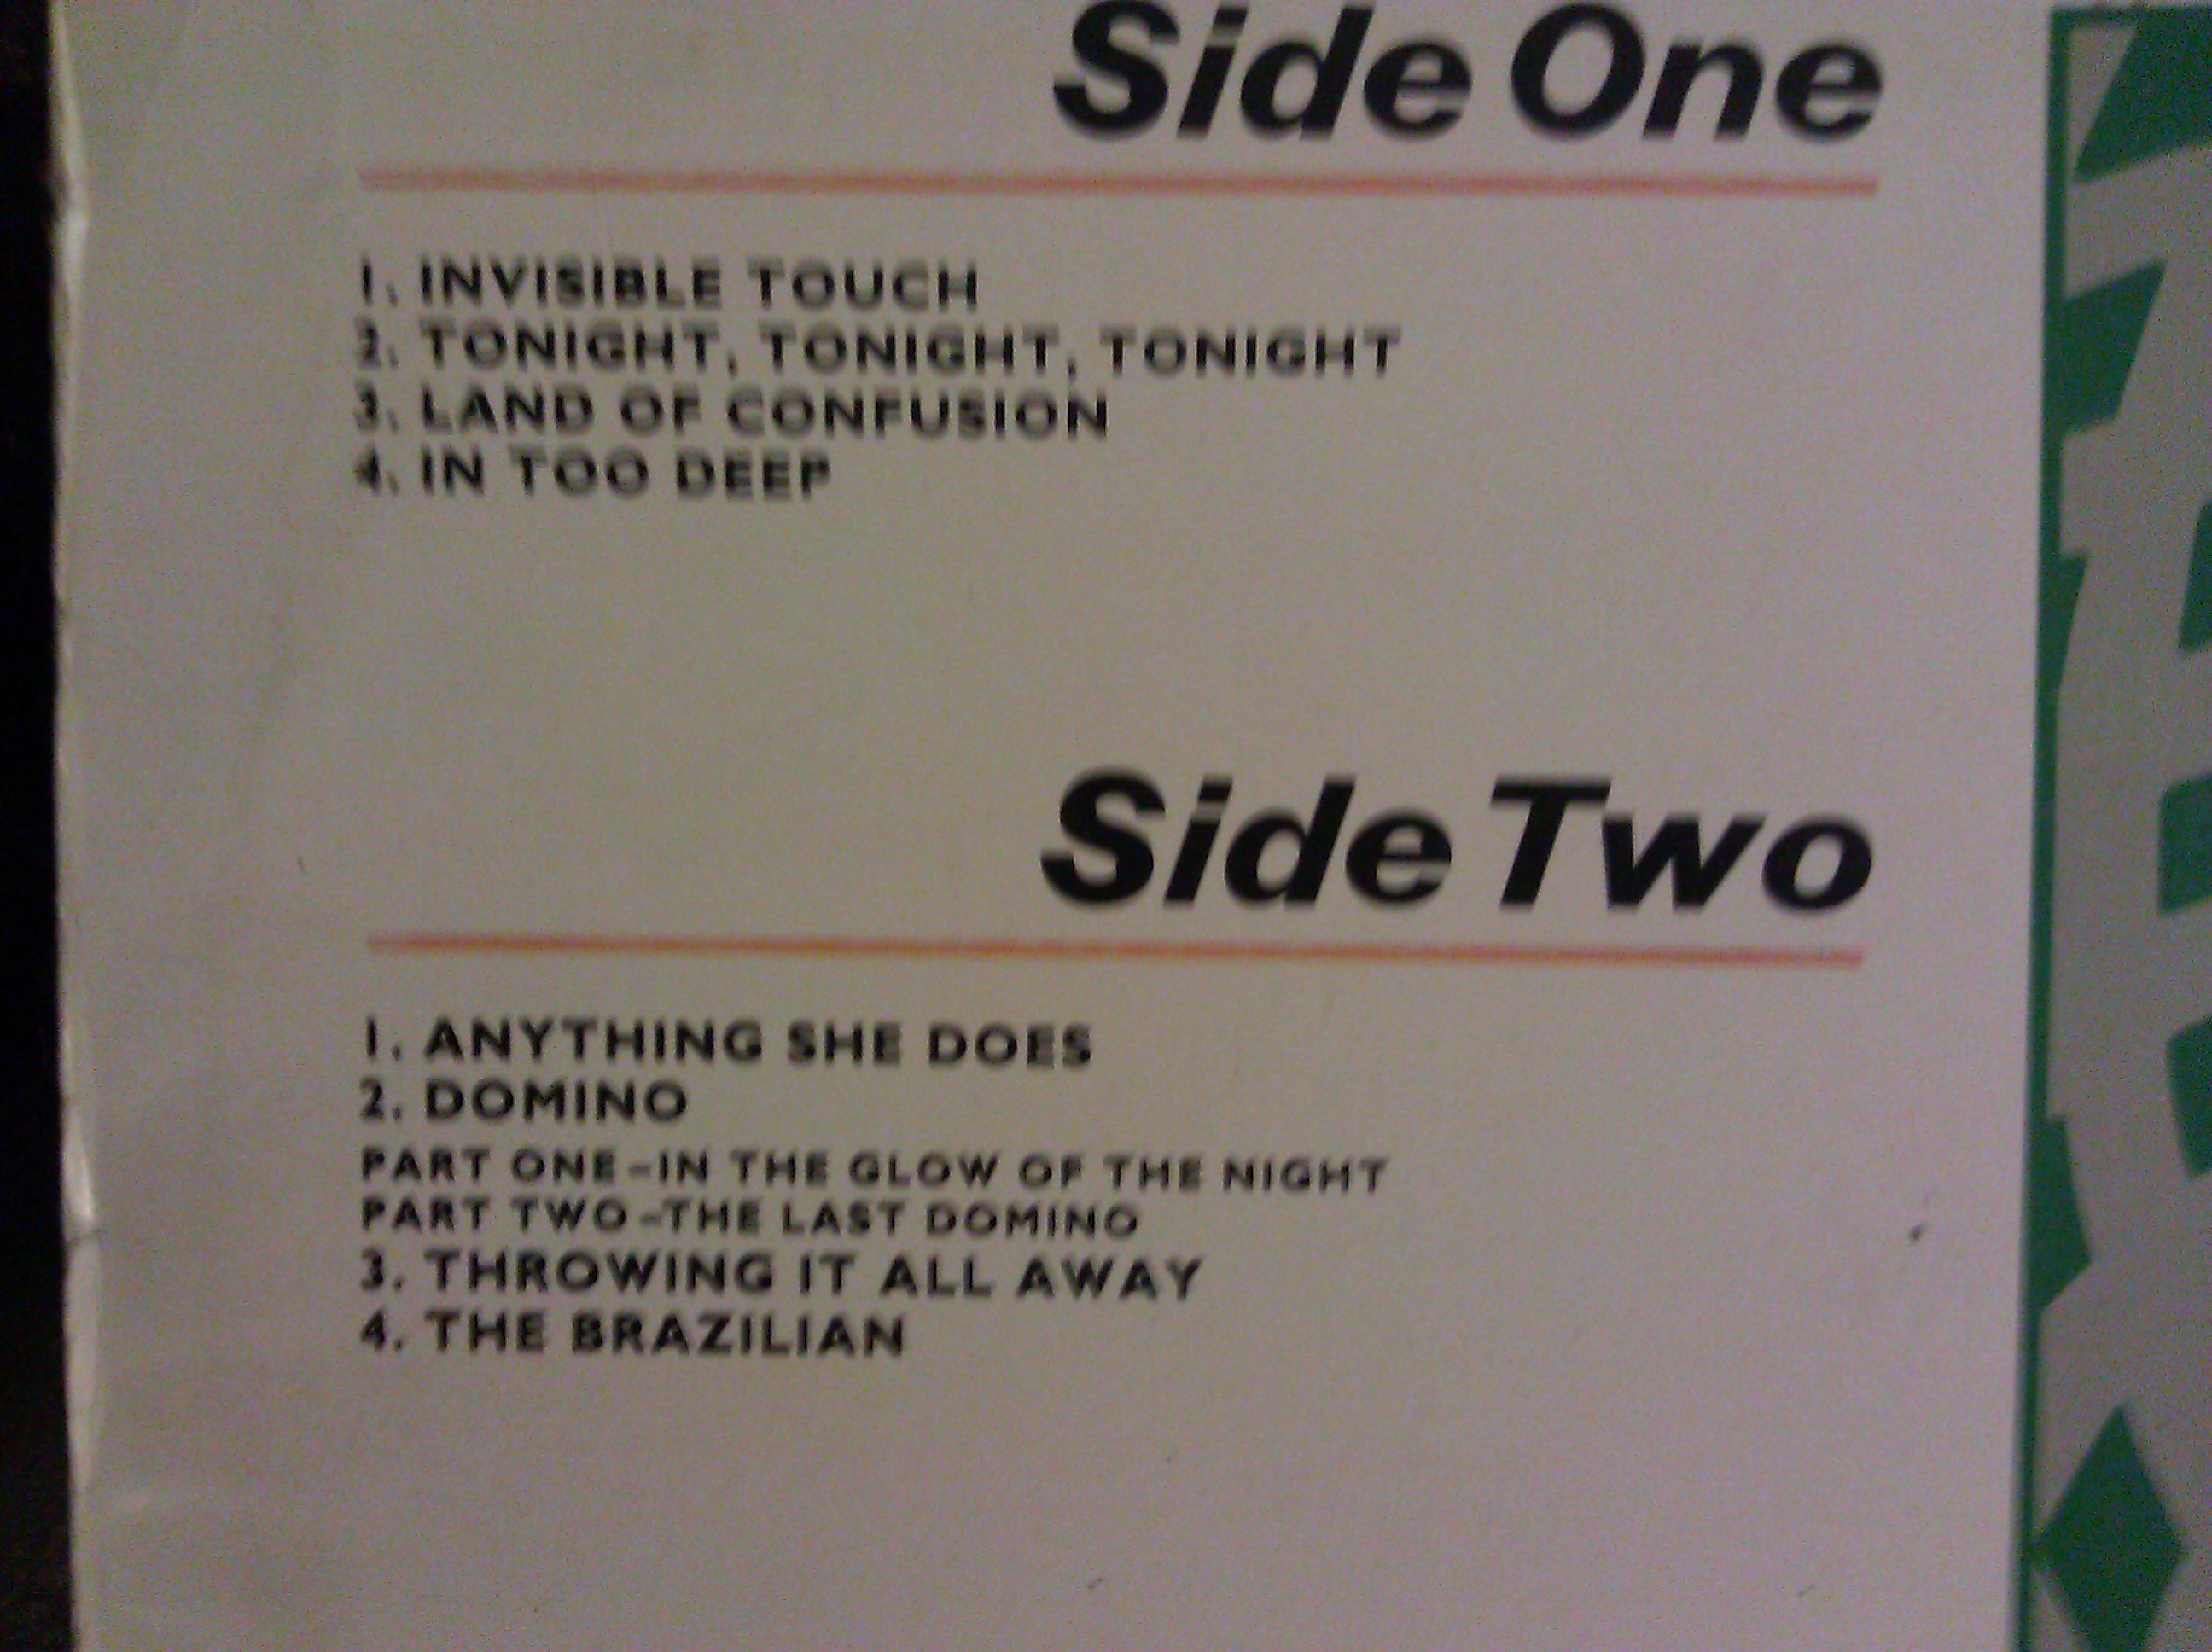 Side One
1. INVISIBLE TOUCH
2. TONIGHT, TONIGHT, TONIGHT
3. LAND OF CONFUSION
4. IN TOO DEEP
Side Two
1. ANYTHING SHE DOES
2. DOMINO
PART ONE–IN THE GLOW OF THE NIGHT
PART TWO–THE LAST DOMINO
3. THROWING IT ALL AWAY
4. THE BRAZILIAN